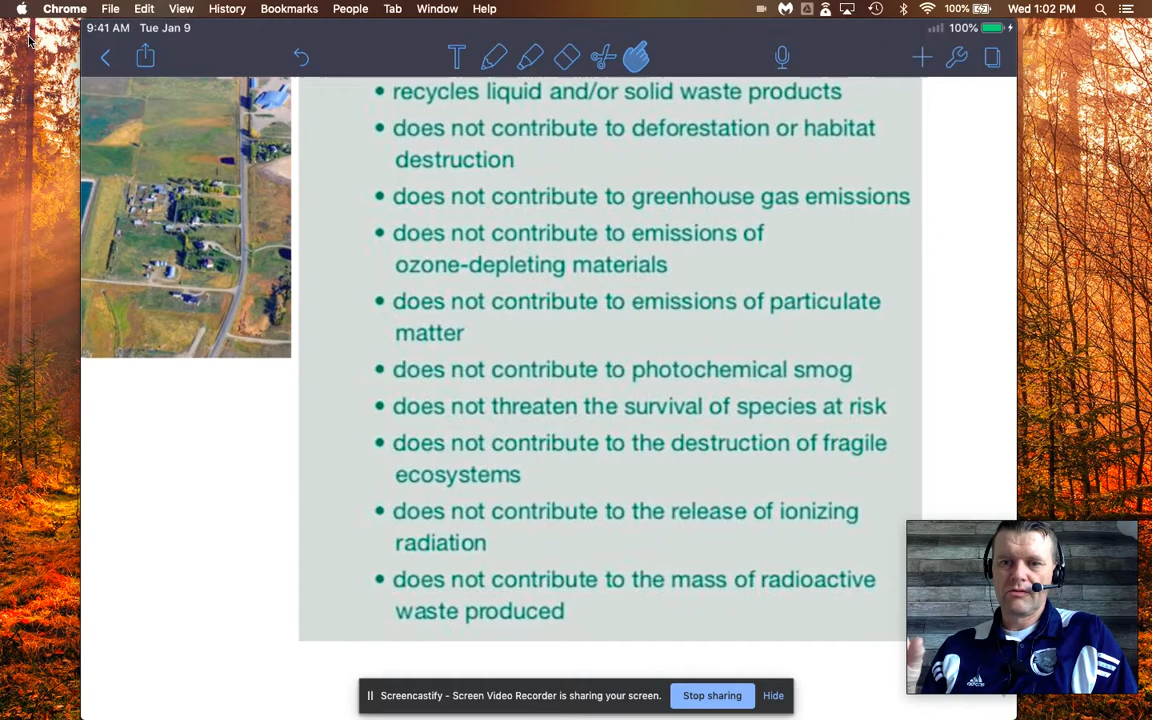 Chrome File Edit View History Bookmarks People Tab Window Help 100% Wed 1:02 PM
9:41 AM Tue Jan 9 100%
T
• recycles liquid and/or solid waste products
• does not contribute to deforestation or habitat
destruction
• does not contribute to greenhouse gas emissions
• does not contribute to emissions of
ozone-depleting materials
• does not contribute to emissions of particulate
matter
• does not contribute to photochemical smog
• does not threaten the survival of species at risk
• does not contribute to the destruction of fragile
ecosystems
• does not contribute to the release of ionizing
radiation
• does not contribute to the mass of radioactive
waste produced
adidas
Screencastify - Screen Video Recorder is sharing your screen. Stop sharing Hide